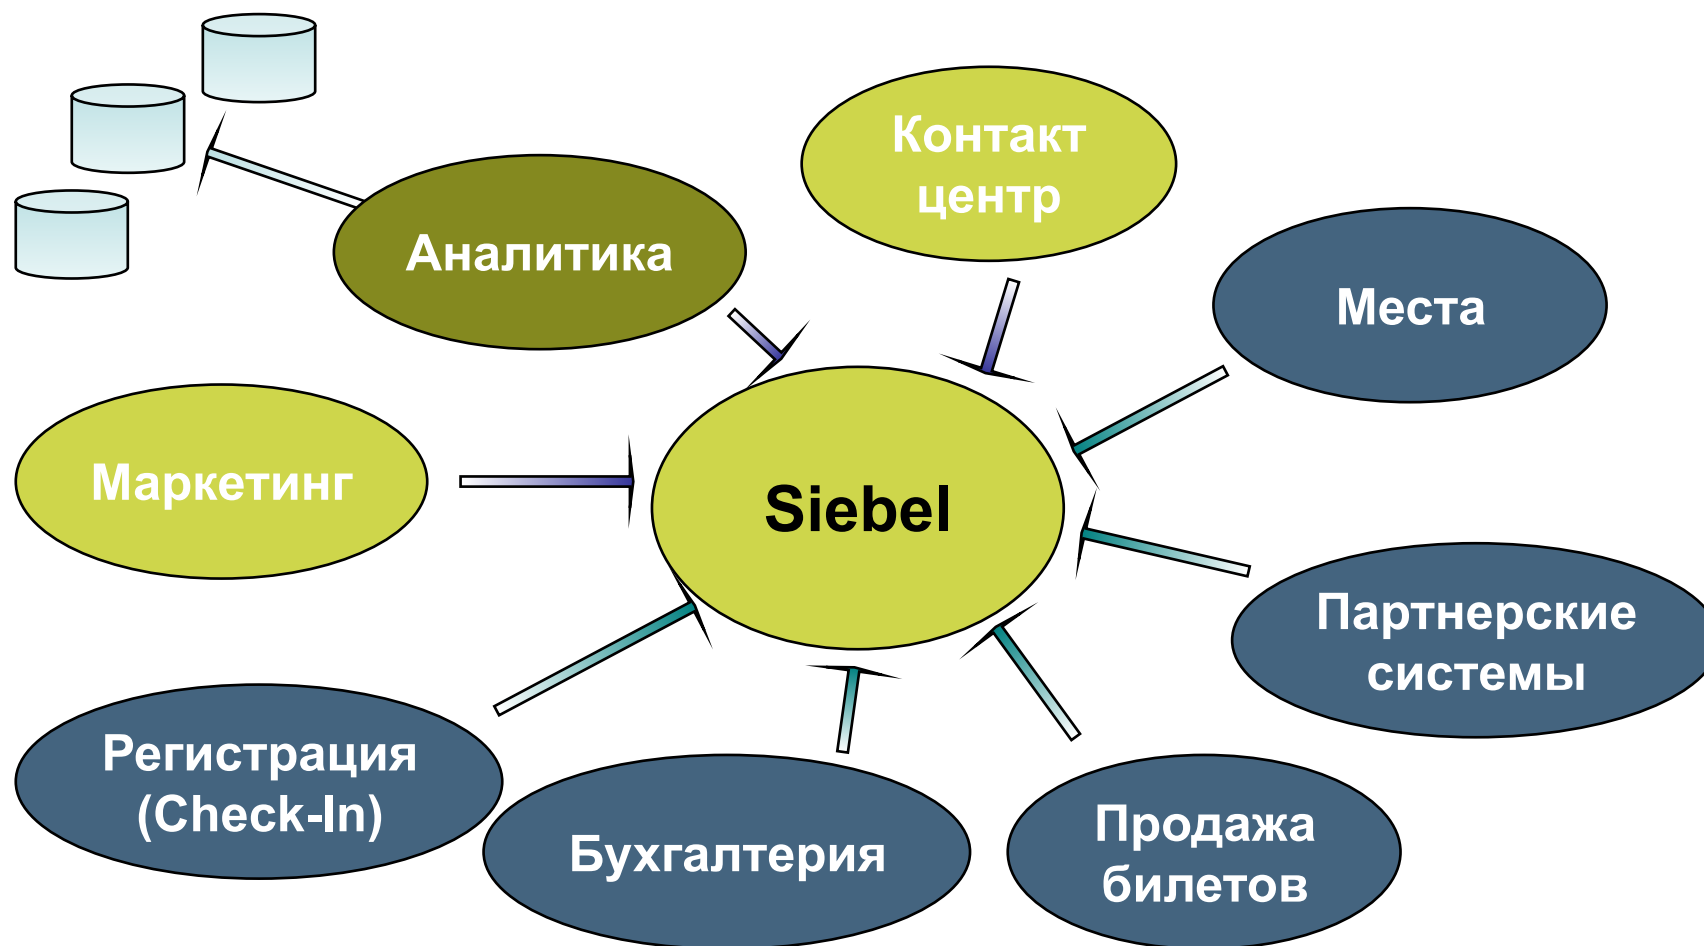 Контакт
центр
Аналитика
Места
Маркетинг
Siebel
Партнерские
системы
Регистрация
(Check-In)
Бухгалтерия
Продажа
билетов